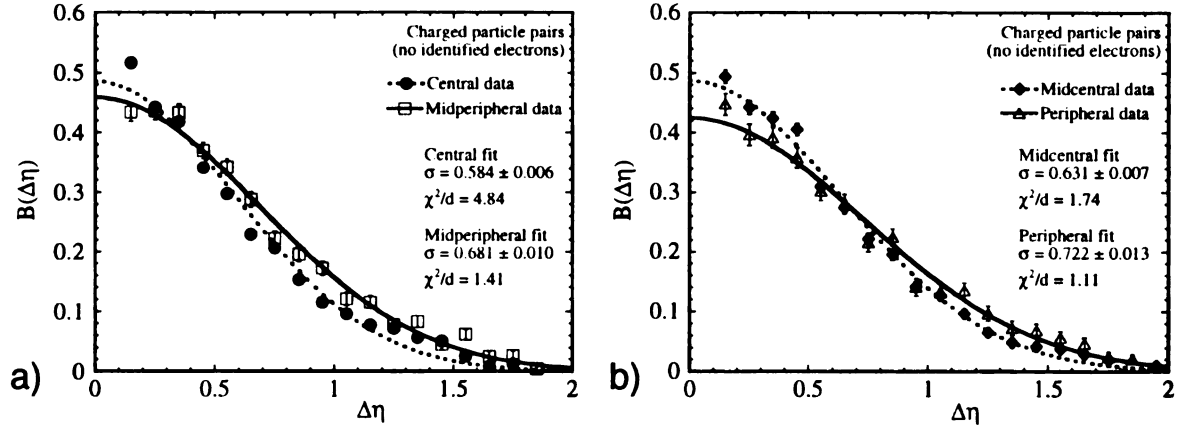 0.6
0.5
0.4
0.3
0.2
0.1
0
B(Δη)
Charged particle pairs
(no identified electrons)
Central data
Midperipheral data
Central fit
σ = 0.584 ± 0.006
χ²/d = 4.84
Midperipheral fit
σ = 0.681 ± 0.010
χ²/d = 1.41
0 0.5 1 1.5 2
Δη
a)
0.6
0.5
0.4
0.3
0.2
0.1
0
B(Δη)
Charged particle pairs
(no identified electrons)
Midcentral data
Peripheral data
Midcentral fit
σ = 0.631 ± 0.007
χ²/d = 1.74
Peripheral fit
σ = 0.722 ± 0.013
χ²/d = 1.11
0 0.5 1 1.5 2
Δη
b)